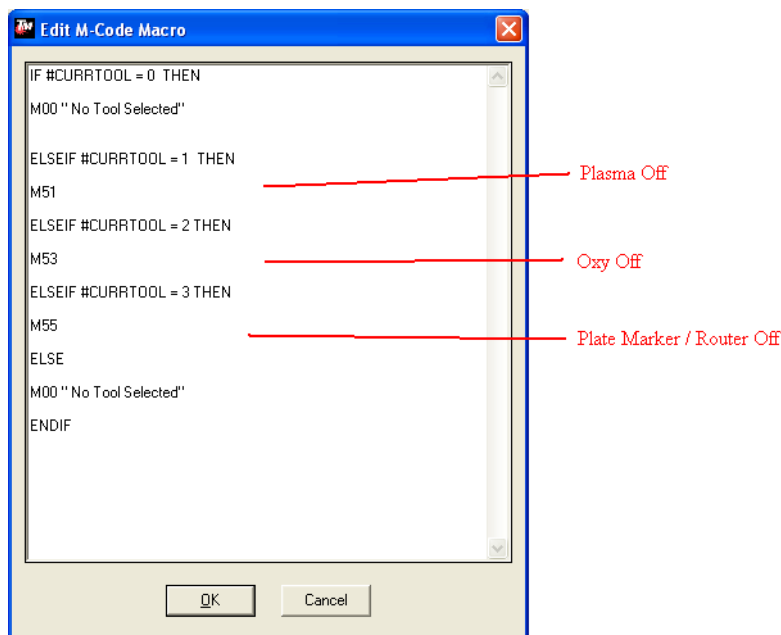 Edit M-Code Macro
IF #CURRTOOL = 0  THEN
M00 " No Tool Selected"
ELSEIF #CURRTOOL = 1  THEN
M51
Plasma Off
ELSEIF #CURRTOOL = 2 THEN
M53
Oxy Off
ELSEIF #CURRTOOL = 3 THEN
M55
Plate Marker / Router Off
ELSE
M00 " No Tool Selected"
ENDIF
OK
Cancel